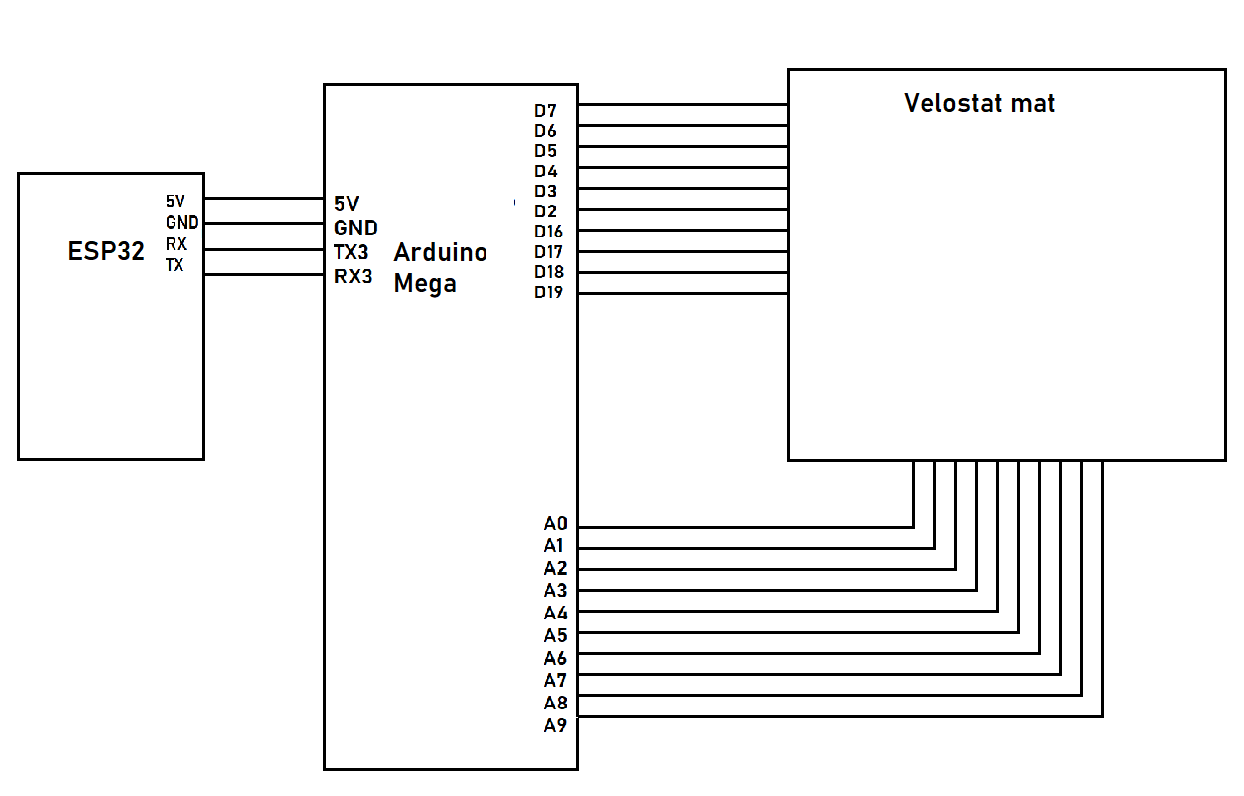 Velostat mat
D7
D6
D5
D4
D3
D2
D16
D17
D18
D19
5V
GND
RX
TX
ESP32
5V
GND
TX3
RX3
Arduino
Mega
A0
A1
A2
A3
A4
A5
A6
A7
A8
A9